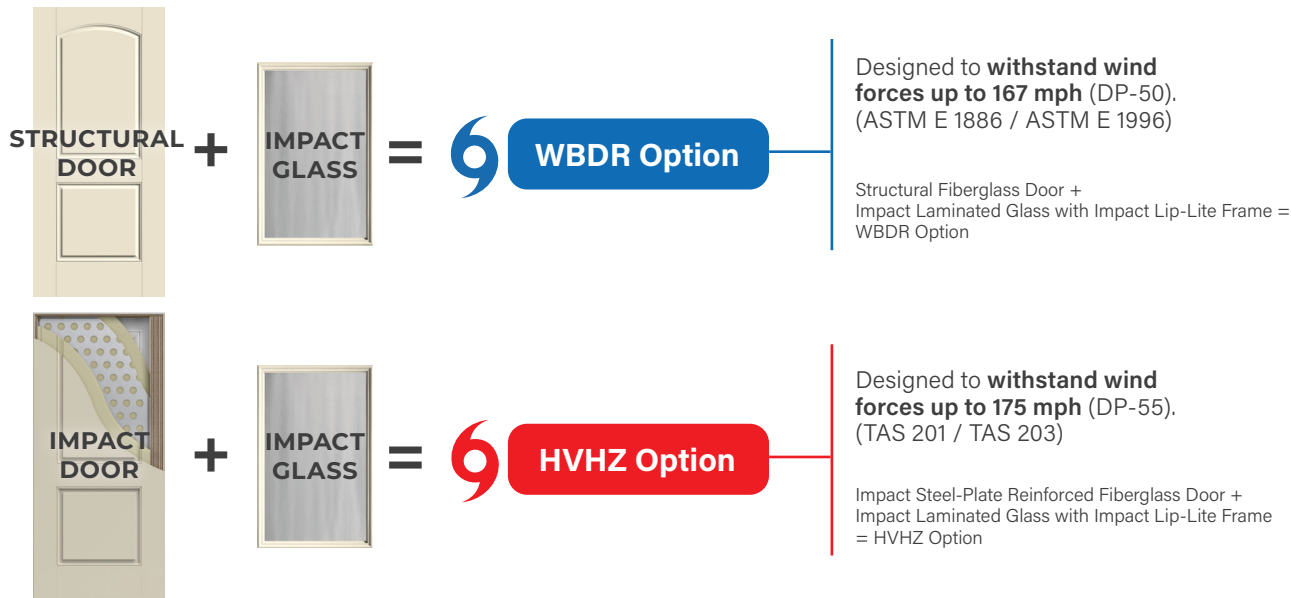 STRUCTURAL
DOOR
+
IMPACT
GLASS
=
WBDR Option
Designed to withstand wind
forces up to 167 mph (DP-50).
(ASTM E 1886 / ASTM E 1996)
Structural Fiberglass Door +
Impact Laminated Glass with Impact Lip-Lite Frame =
WBDR Option
IMPACT
DOOR
+
IMPACT
GLASS
=
HVHZ Option
Designed to withstand wind
forces up to 175 mph (DP-55).
(TAS 201 / TAS 203)
Impact Steel-Plate Reinforced Fiberglass Door +
Impact Laminated Glass with Impact Lip-Lite Frame
= HVHZ Option